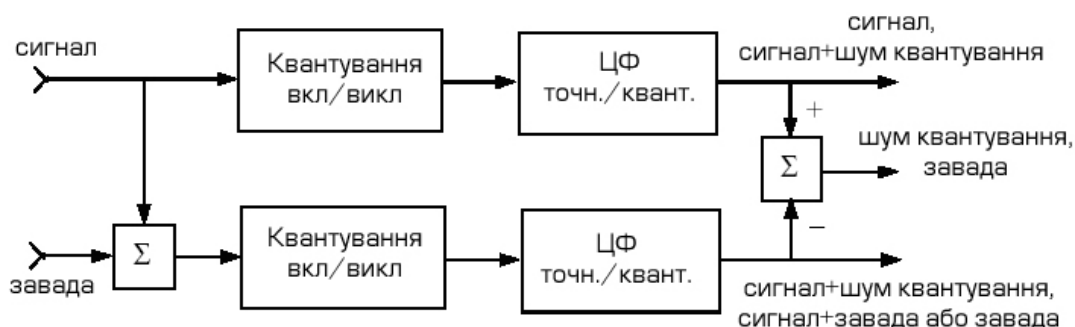 сигнал
Квантування
вкл/викл
ЦФ
точн./квант.
сигнал,
сигнал+шум квантування
+
Σ
шум квантування,
завада
−
завада
Σ
Квантування
вкл/викл
ЦФ
точн./квант.
сигнал+шум квантування,
сигнал+завада або завада